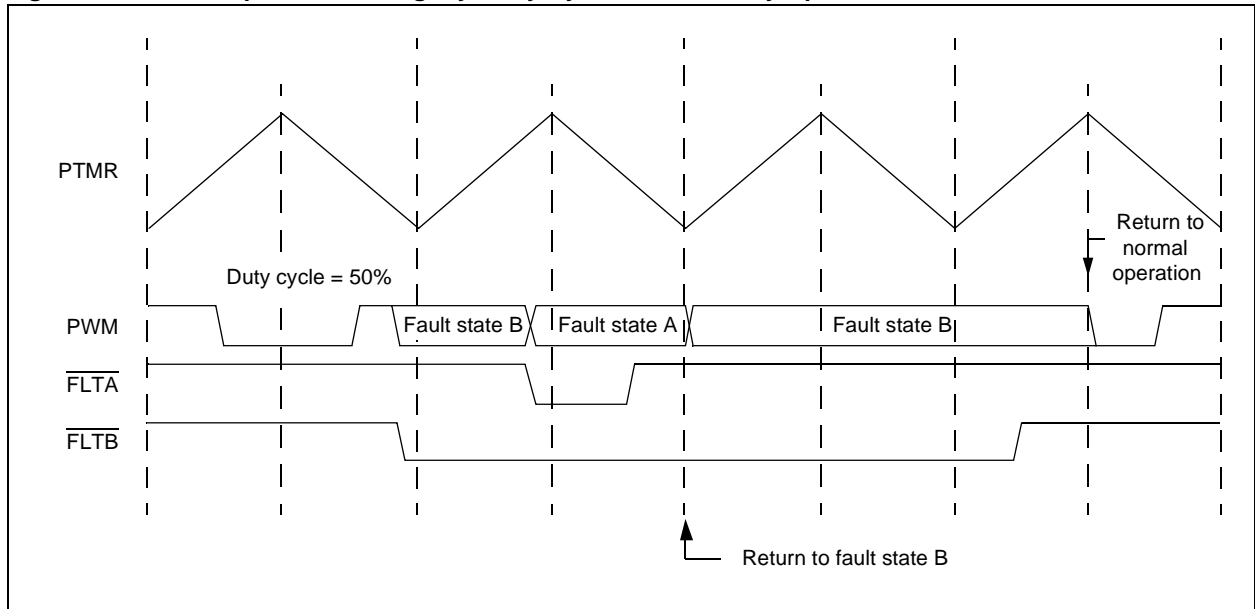 PTMR
Return to
normal
operation
Duty cycle = 50%
PWM
Fault state B
Fault state A
Fault state B
FLTA
FLTB
Return to fault state B